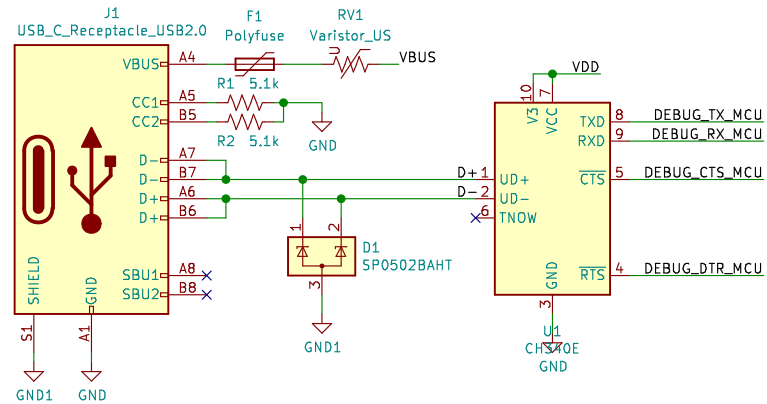 J1
USB_C_Receptacle_USB2.0
F1
Polyfuse
RV1
Varistor_US
U
VBUS
VBUS
A4
R1 5.1k
CC1
A5
CC2
B5
R2 5.1k
GND
D-
A7
D-
B7
D+
A6
D+
B6
SBU1
A8
SBU2
B8
SHIELD
GND
S1
A1
GND1
GND
1
2
D1
SP0502BAHT
3
GND1
VDD
10
7
V3
VCC
D+ 1 UD+
D- 2 UD-
6 TNOW
TXD 8 DEBUG_TX_MCU
RXD 9 DEBUG_RX_MCU
CTS 5 DEBUG_CTS_MCU
RTS 4 DEBUG_DTR_MCU
GND
3
U1
CH340E
GND